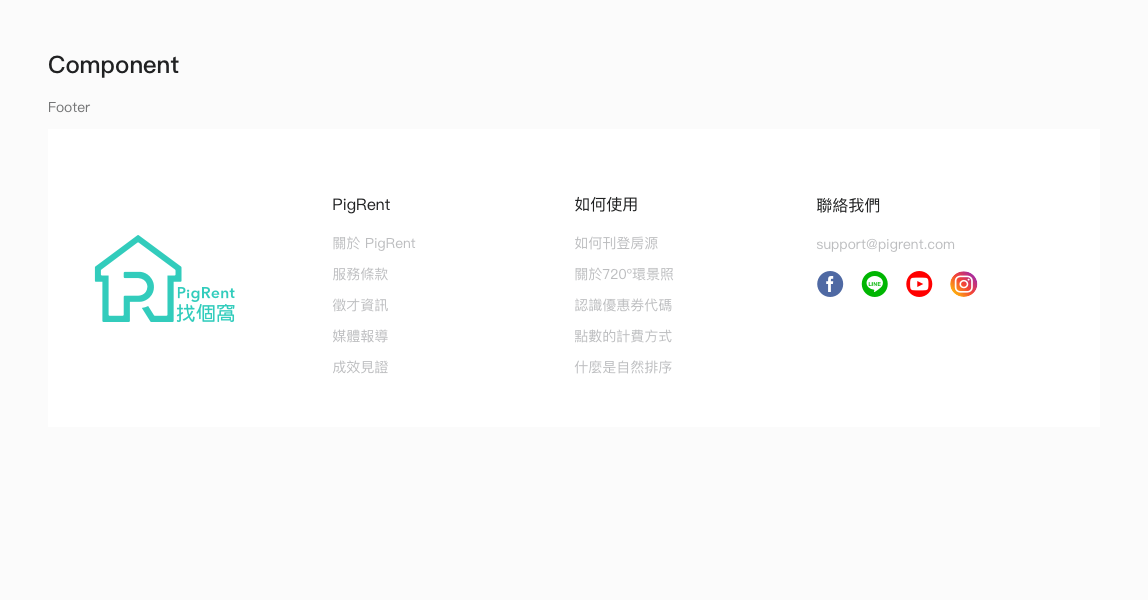 Component
Footer
PigRent
找個窩
PigRent
關於 PigRent
服務條款
徵才資訊
媒體報導
成效見證
如何使用
如何刊登房源
關於720°環景照
認識優惠券代碼
點數的計費方式
什麼是自然排序
聯絡我們
support@pigrent.com
LINE